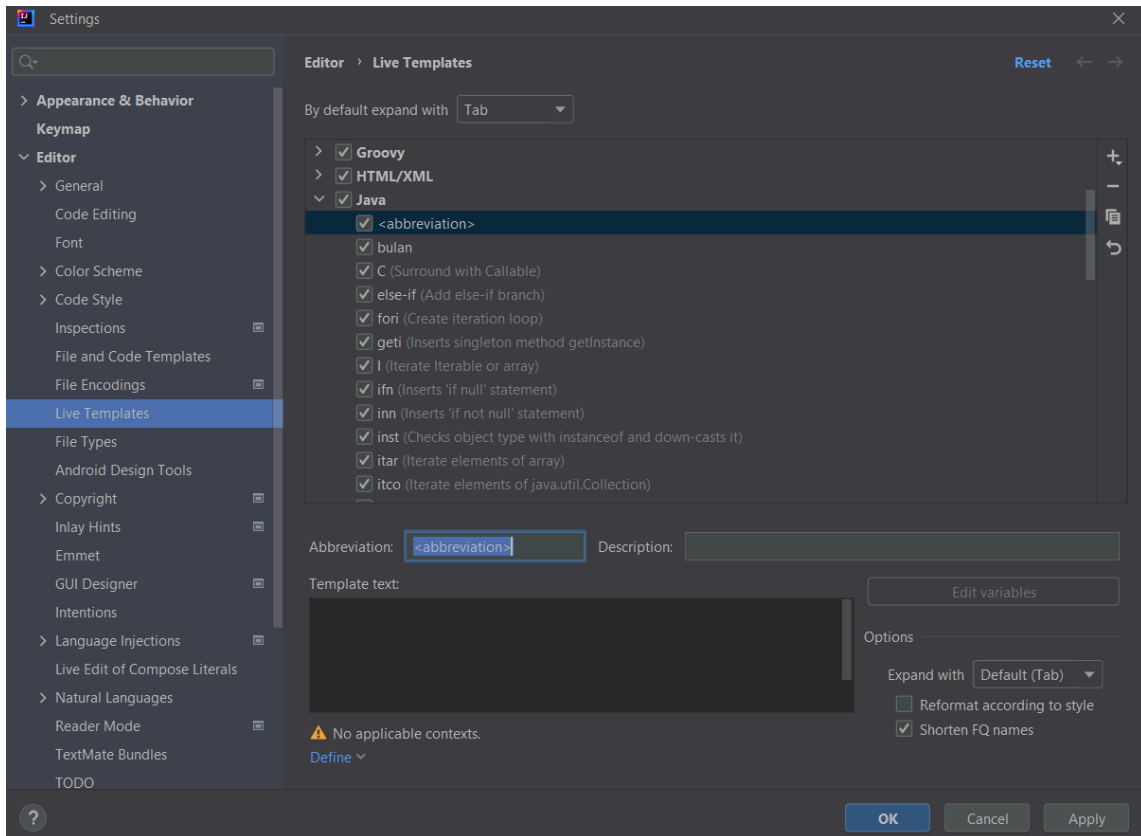 Settings
Appearance & Behavior
Keymap
Editor
General
Code Editing
Font
Color Scheme
Code Style
Inspections
File and Code Templates
File Encodings
Live Templates
File Types
Android Design Tools
Copyright
Inlay Hints
Emmet
GUI Designer
Intentions
Language Injections
Live Edit of Compose Literals
Natural Languages
Reader Mode
TextMate Bundles
TODO
?
Editor › Live Templates
Reset
By default expand with Tab
Groovy
HTML/XML
Java
<abbreviation>
bulan
C (Surround with Callable)
else-if (Add else-if branch)
fori (Create iteration loop)
geti (Inserts singleton method getInstance)
I (Iterate Iterable or array)
ifn (Inserts 'if null' statement)
inn (Inserts 'if not null' statement)
inst (Checks object type with instanceof and down-casts it)
itar (Iterate elements of array)
itco (Iterate elements of java.util.Collection)
Abbreviation: <abbreviation> Description:
Template text:
Edit variables
Options
Expand with Default (Tab)
Reformat according to style
Shorten FQ names
No applicable contexts.
Define
OK Cancel Apply